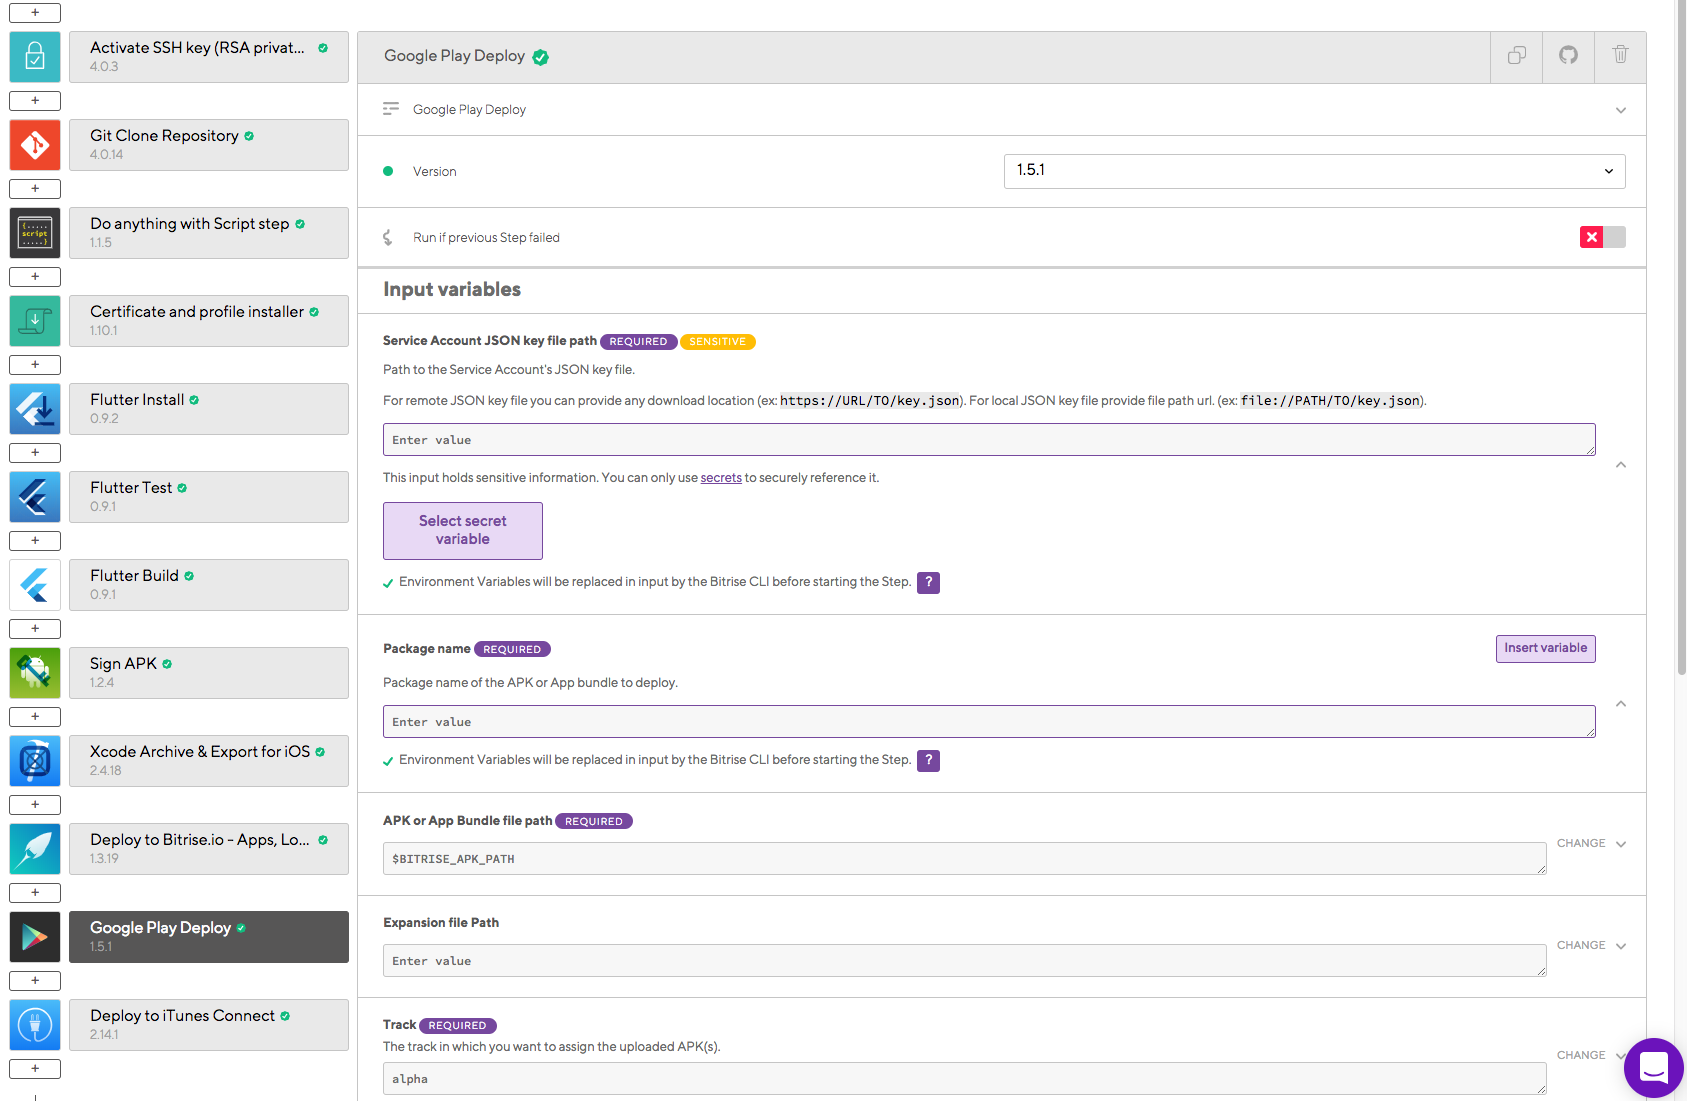 +
Activate SSH key (RSA privat...
4.0.3
+
Git Clone Repository
4.0.14
+
{.....
script
.....}
Do anything with Script step
1.1.5
+
Certificate and profile installer
1.10.1
+
Flutter Install
0.9.2
+
Flutter Test
0.9.1
+
Flutter Build
0.9.1
+
Sign APK
1.2.4
+
Xcode Archive & Export for iOS
2.4.18
+
Deploy to Bitrise.io - Apps, Lo...
1.3.19
+
Google Play Deploy
1.5.1
+
Deploy to iTunes Connect
2.14.1
+
Google Play Deploy
Google Play Deploy
Version
1.5.1
Run if previous Step failed
Input variables
Service Account JSON key file path REQUIRED SENSITIVE
Path to the Service Account's JSON key file.
For remote JSON key file you can provide any download location (ex: https://URL/TO/key.json). For local JSON key file provide file path url. (ex: file://PATH/TO/key.json).
Enter value
This input holds sensitive information. You can only use secrets to securely reference it.
Select secret
variable
Environment Variables will be replaced in input by the Bitrise CLI before starting the Step. ?
Package name REQUIRED
Insert variable
Package name of the APK or App bundle to deploy.
Enter value
Environment Variables will be replaced in input by the Bitrise CLI before starting the Step. ?
APK or App Bundle file path REQUIRED
$BITRISE_APK_PATH
CHANGE
Expansion file Path
Enter value
CHANGE
Track REQUIRED
The track in which you want to assign the uploaded APK(s).
alpha
CHANGE